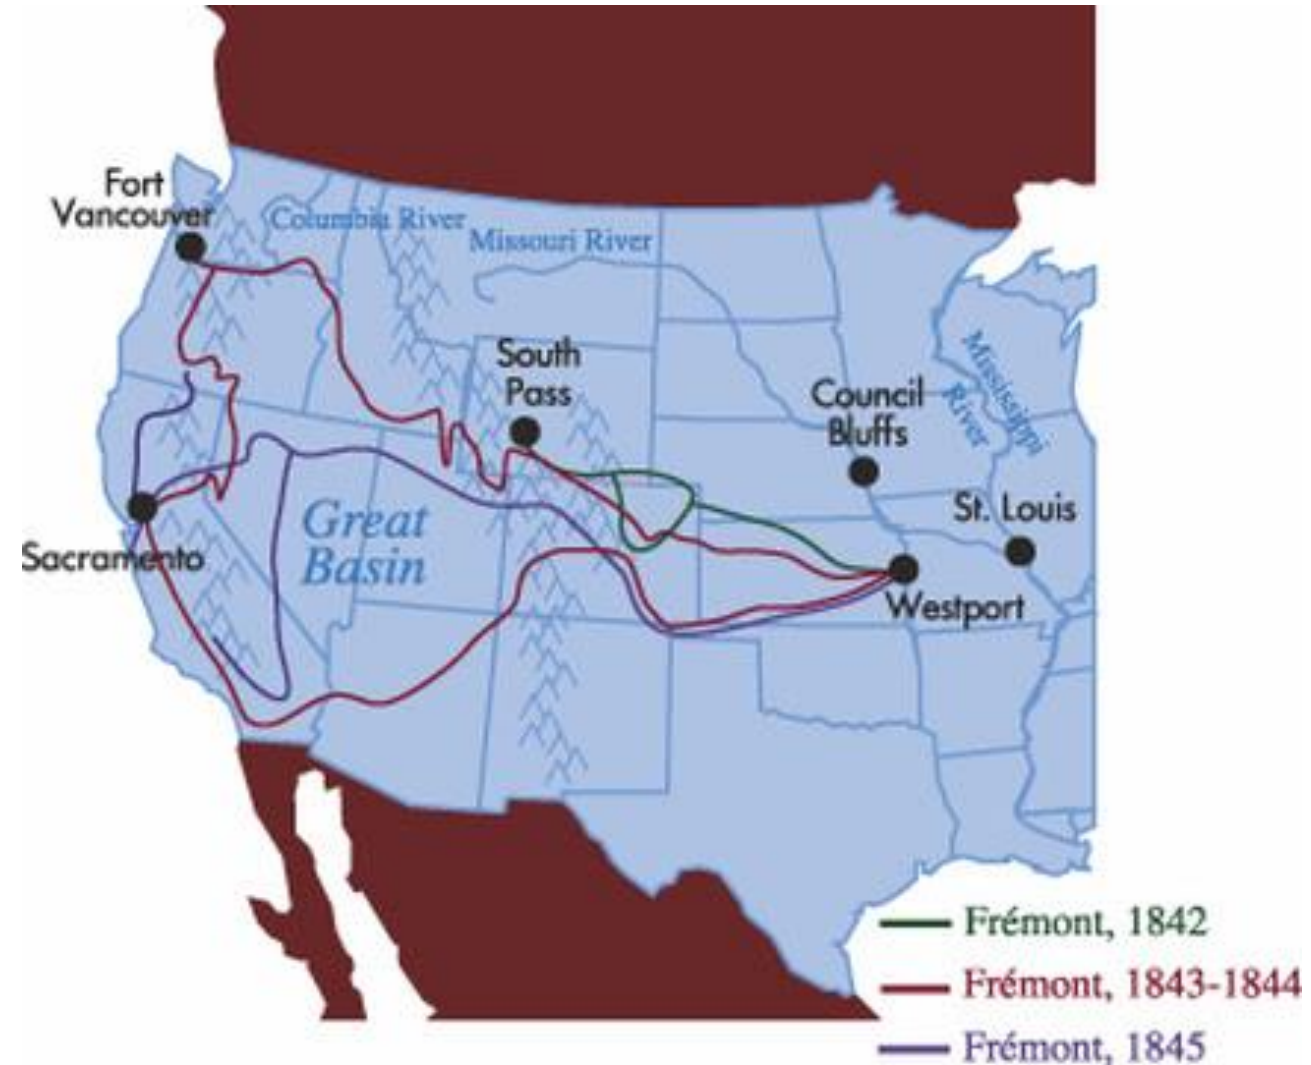 Fort
Vancouver
Columbia River
Missouri River
South
Pass
Mississippi
River
Council
Bluffs
St. Louis
Great
Basin
Sacramento
Westport
Frémont, 1842
Frémont, 1843-1844
Frémont, 1845